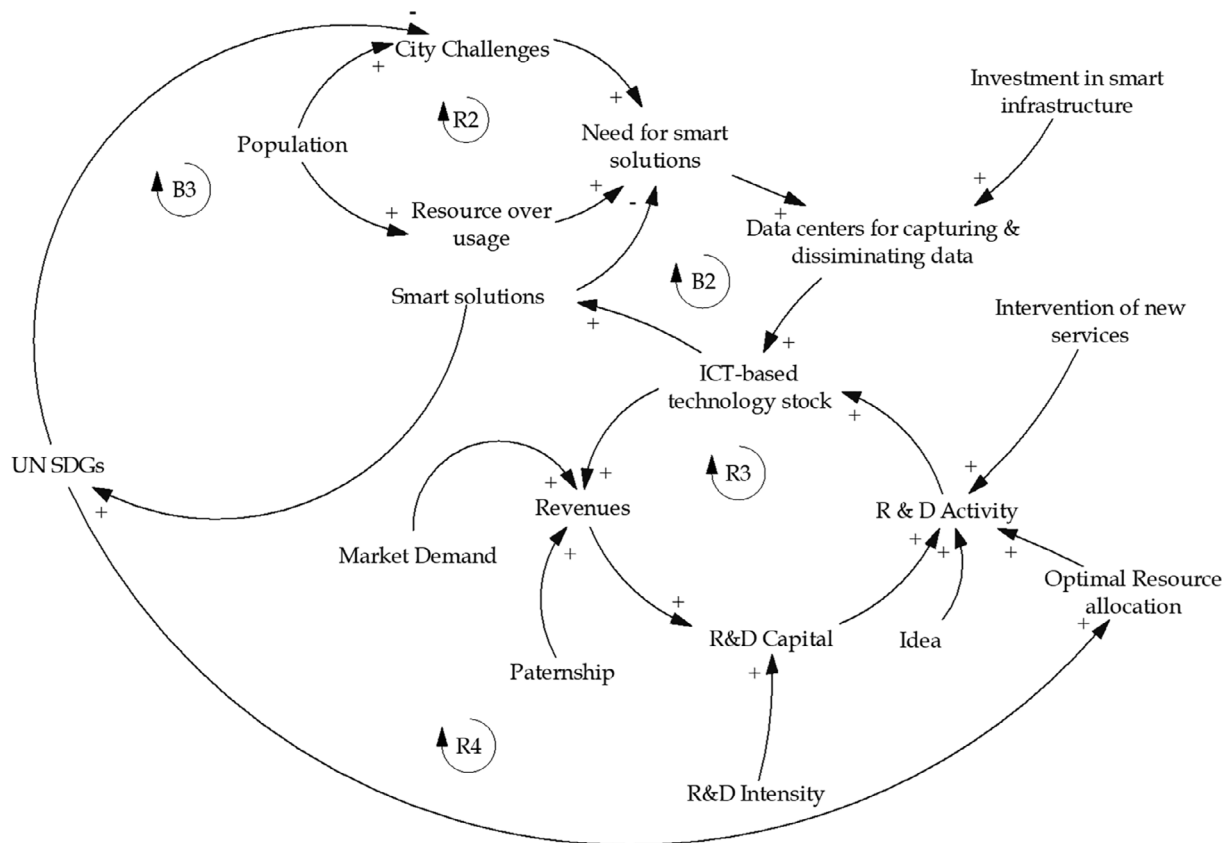 -
City Challenges
+
R2
+
Investment in smart
infrastructure
Need for smart
solutions
Population
B3
+
+
-
+
+
Resource over
usage
Data centers for capturing &
dissiminating data
B2
Smart solutions
+
+
Intervention of new
services
ICT-based
technology stock
+
UN SDGs
+
R3
+
+
+
Revenues
R & D Activity
Market Demand
+
+
+
+
Optimal Resource
allocation
+
+
R&D Capital
Idea
Paternship
+
R4
R&D Intensity